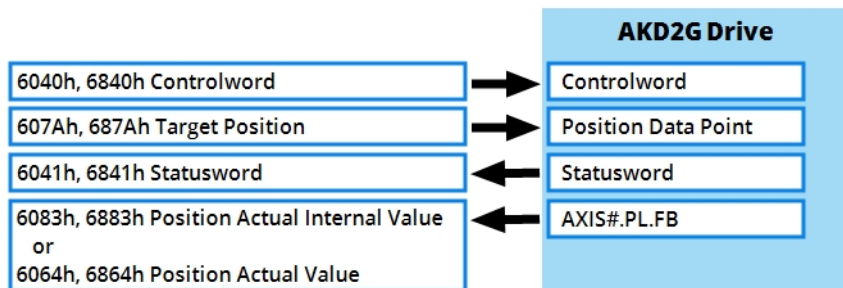 AKD2G Drive
6040h, 6840h Controlword
Controlword
607Ah, 687Ah Target Position
Position Data Point
6041h, 6841h Statusword
Statusword
6083h, 6883h Position Actual Internal Value
AXIS#.PL.FB
or
6064h, 6864h Position Actual Value